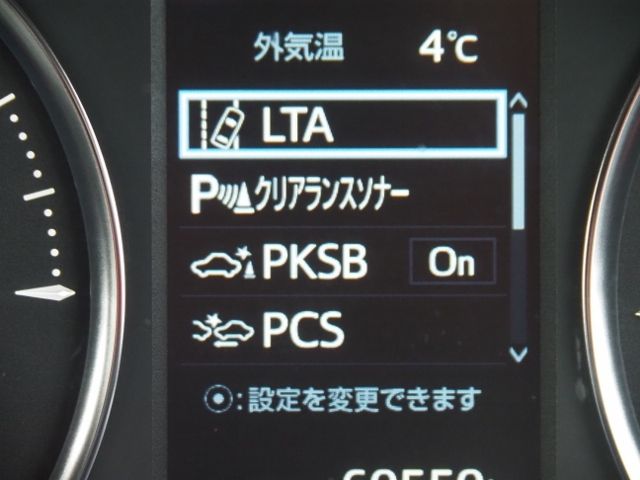 外気温 4℃
LTA
P クリアランスソナー
PKSB On
PCS
:設定を変更できます